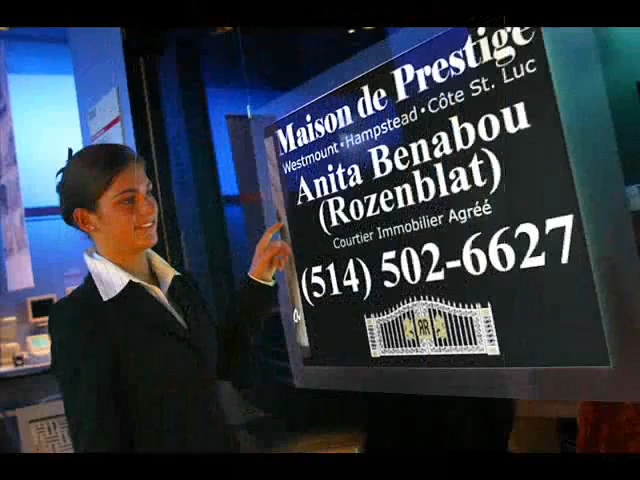 Maison de Prestige
Westmount • Hampstead • Côte St. Luc
Anita Benabou
(Rozenblat)
Courtier Immobilier Agréé
(514) 502-6627